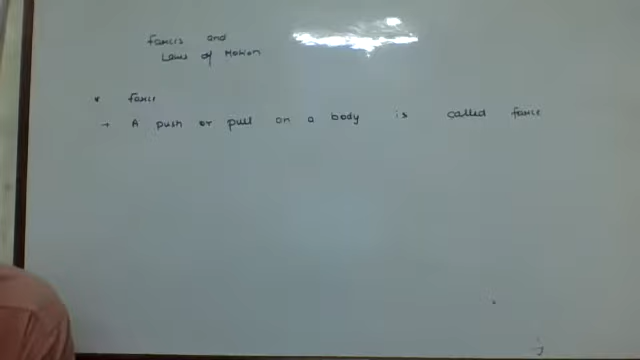 Forces and
Laws of Motion
* Force
→ A push or pull on a body is called force